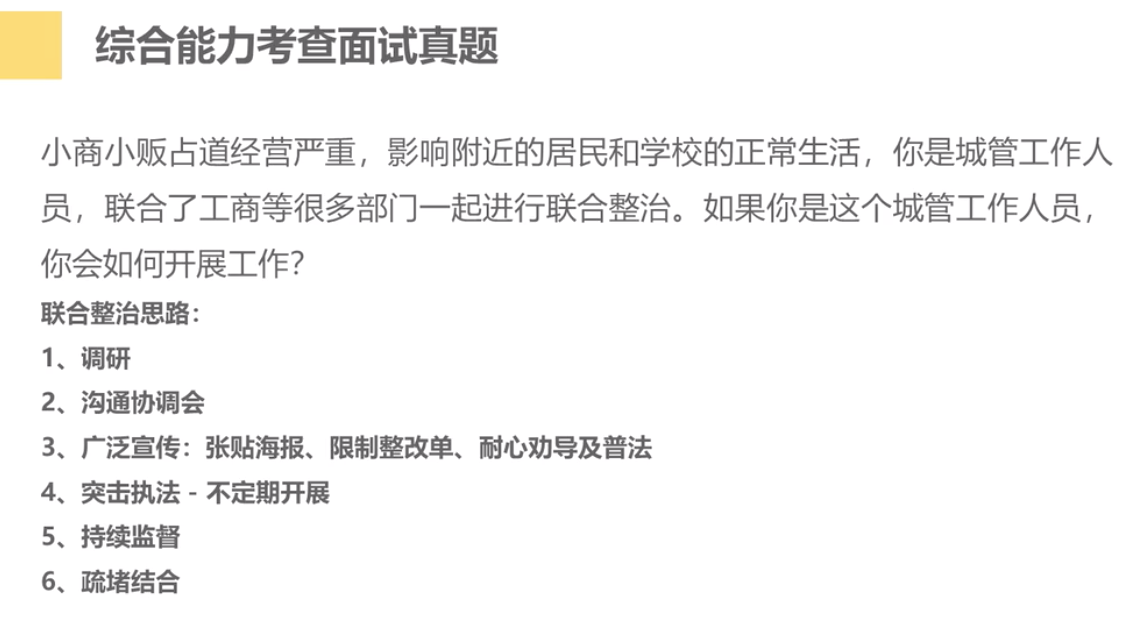 综合能力考查面试真题
小商小贩占道经营严重，影响附近的居民和学校的正常生活，你是城管工作人
员，联合了工商等很多部门一起进行联合整治。如果你是这个城管工作人员，
你会如何开展工作？
联合整治思路：
1、调研
2、沟通协调会
3、广泛宣传：张贴海报、限制整改单、耐心劝导及普法
4、突击执法 - 不定期开展
5、持续监督
6、疏堵结合